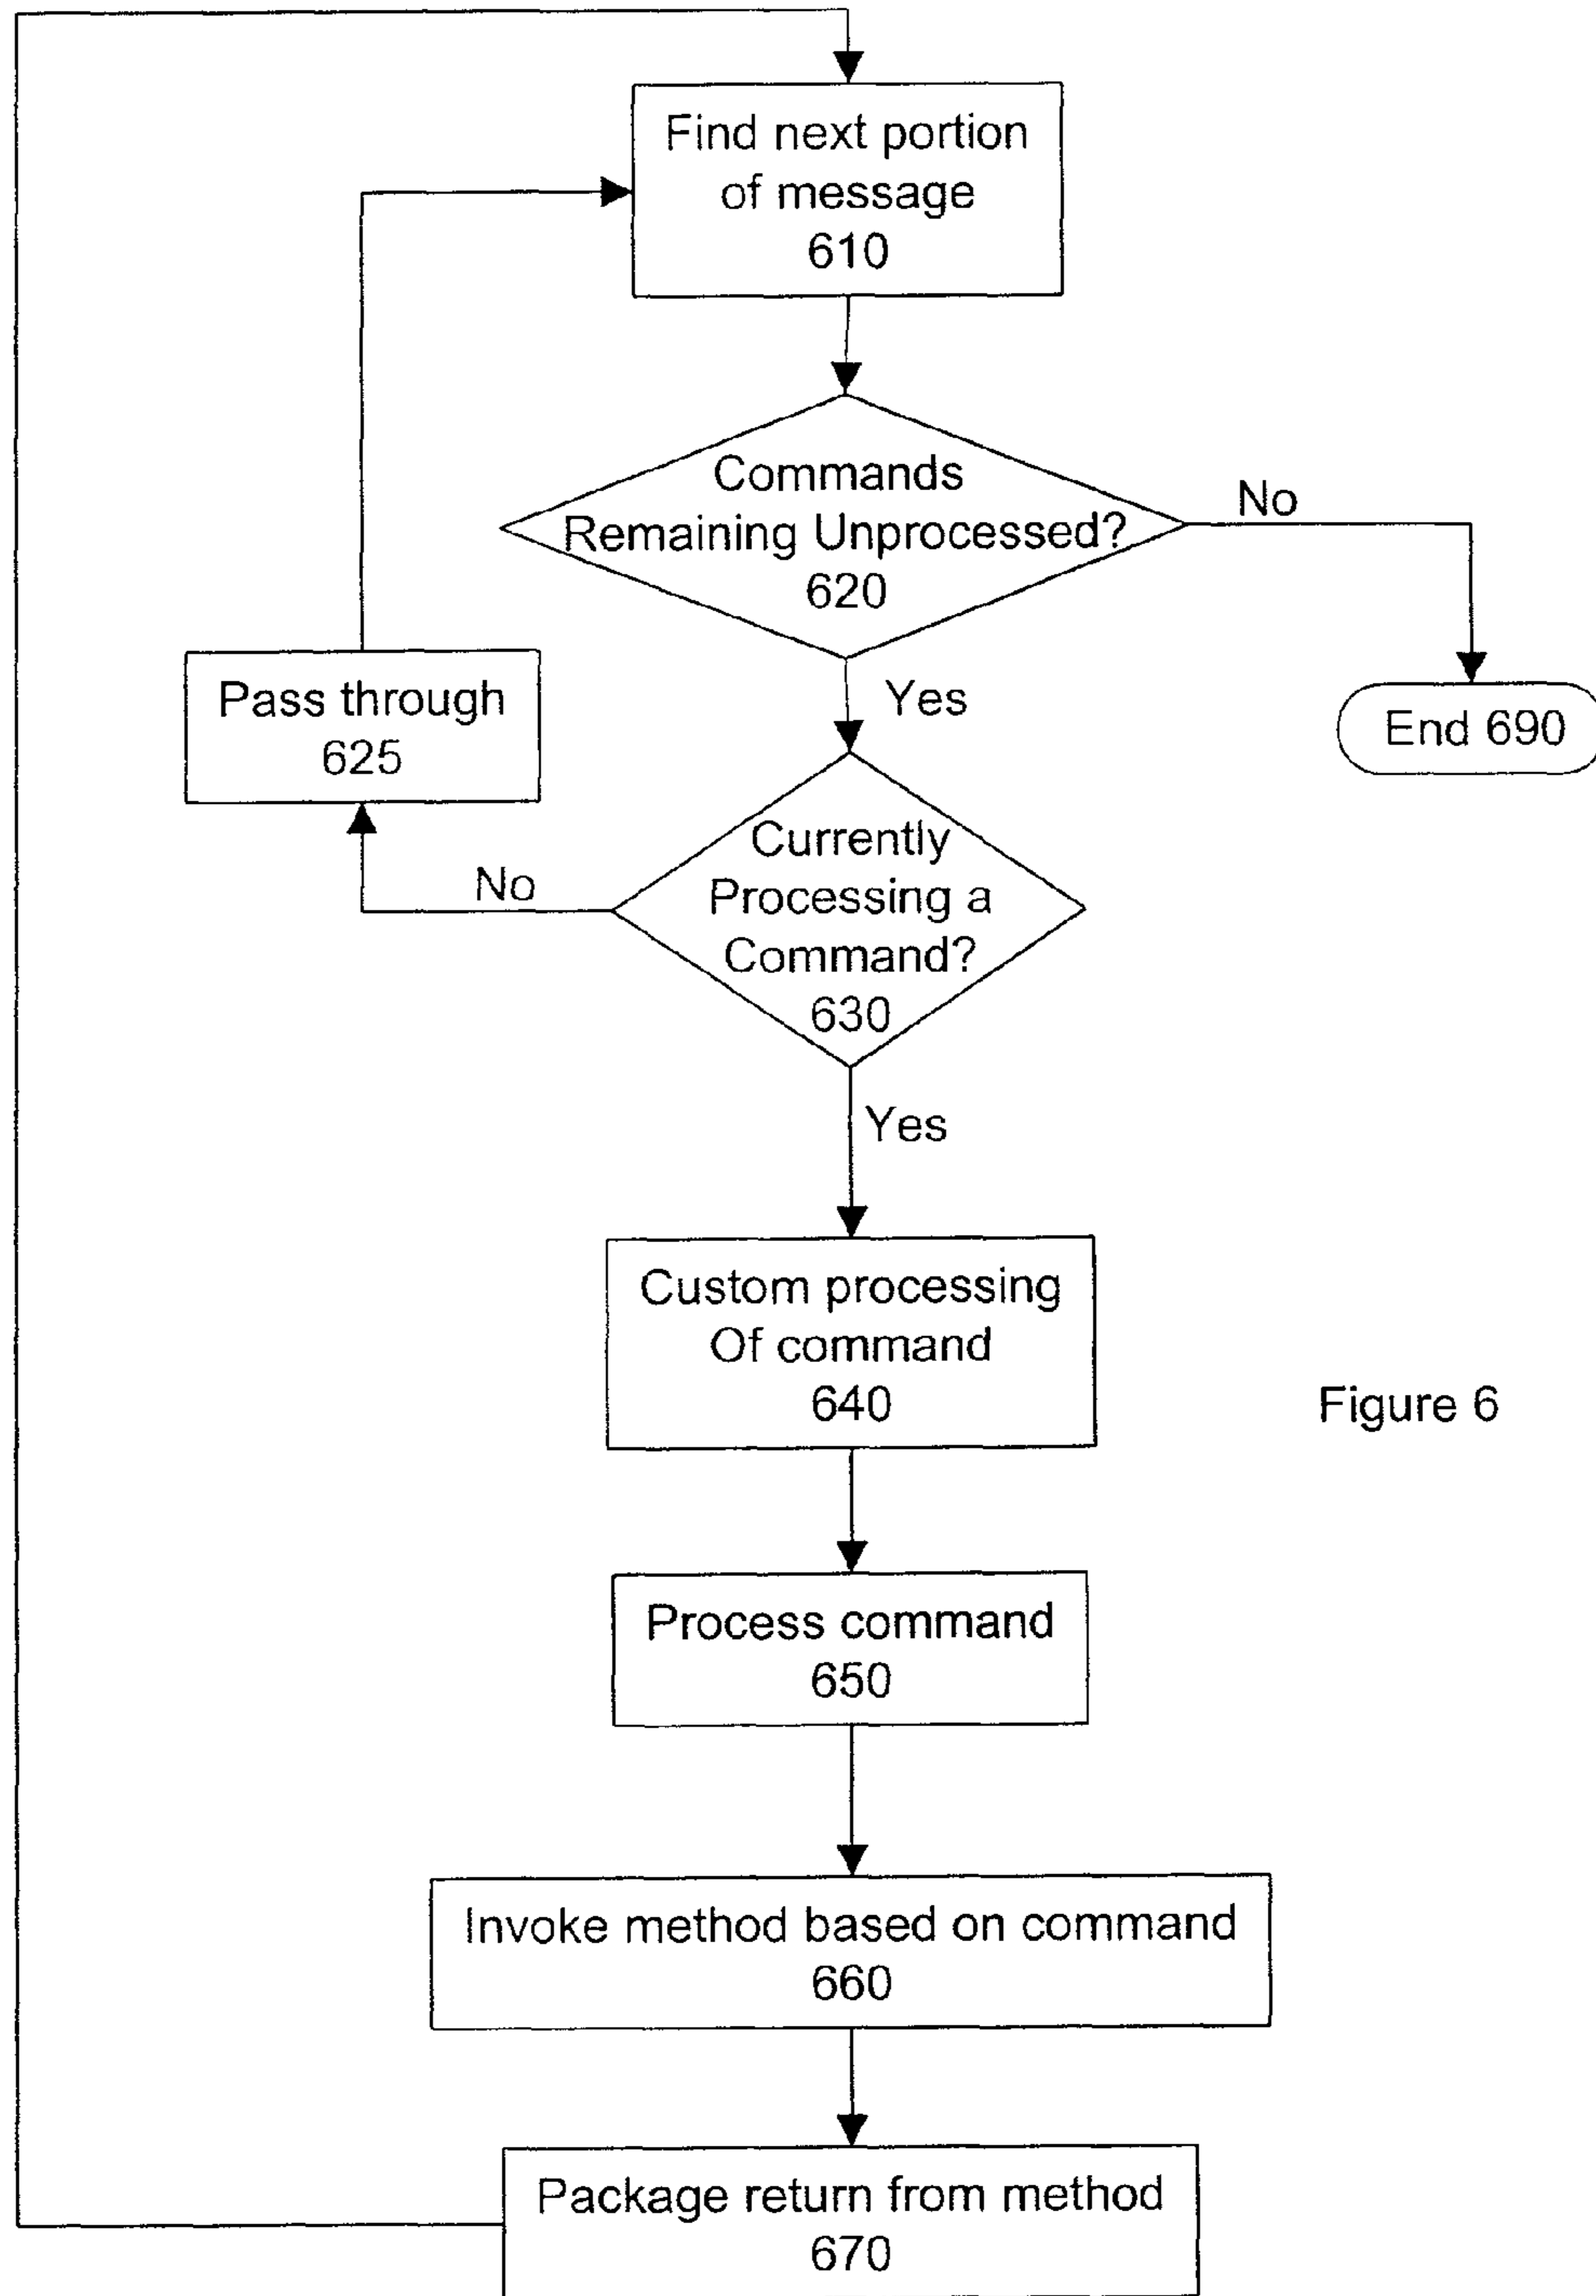 Find next portion
of message
610
Commands
Remaining Unprocessed?
620
No
Yes
Pass through
625
End 690
Currently
Processing a
Command?
630
No
Yes
Custom processing
Of command
640
Figure 6
Process command
650
Invoke method based on command
660
Package return from method
670